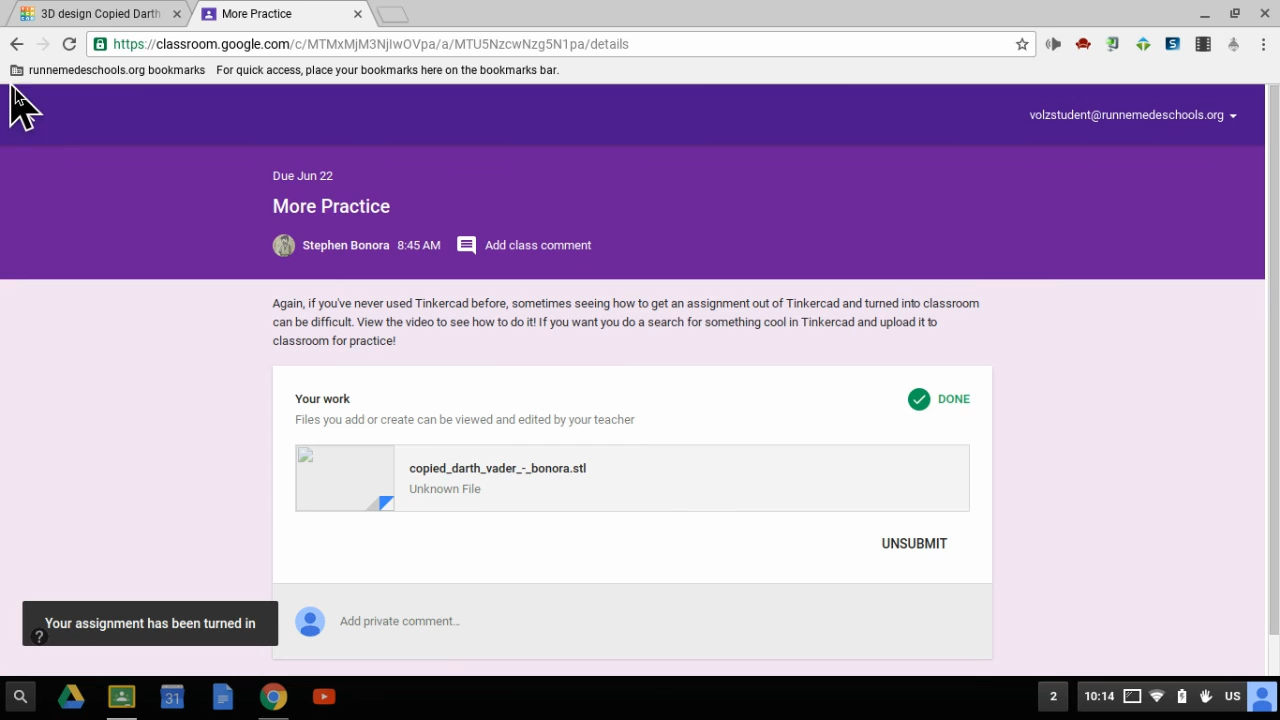 3D design Copied Darth
More Practice
https://classroom.google.com/c/MTMxMjM3NjIwOVpa/a/MTU5NzcwNzg5N1pa/details
runnemedeschools.org bookmarks For quick access, place your bookmarks here on the bookmarks bar.
volzstudent@runnemedeschools.org
Due Jun 22
More Practice
Stephen Bonora 8:45 AM Add class comment
Again, if you've never used Tinkercad before, sometimes seeing how to get an assignment out of Tinkercad and turned into classroom
can be difficult. View the video to see how to do it! If you want you do a search for something cool in Tinkercad and upload it to
classroom for practice!
Your work
DONE
Files you add or create can be viewed and edited by your teacher
copied_darth_vader_-_bonora.stl
Unknown File
UNSUBMIT
Add private comment...
Your assignment has been turned in
?
31
2
10:14
US